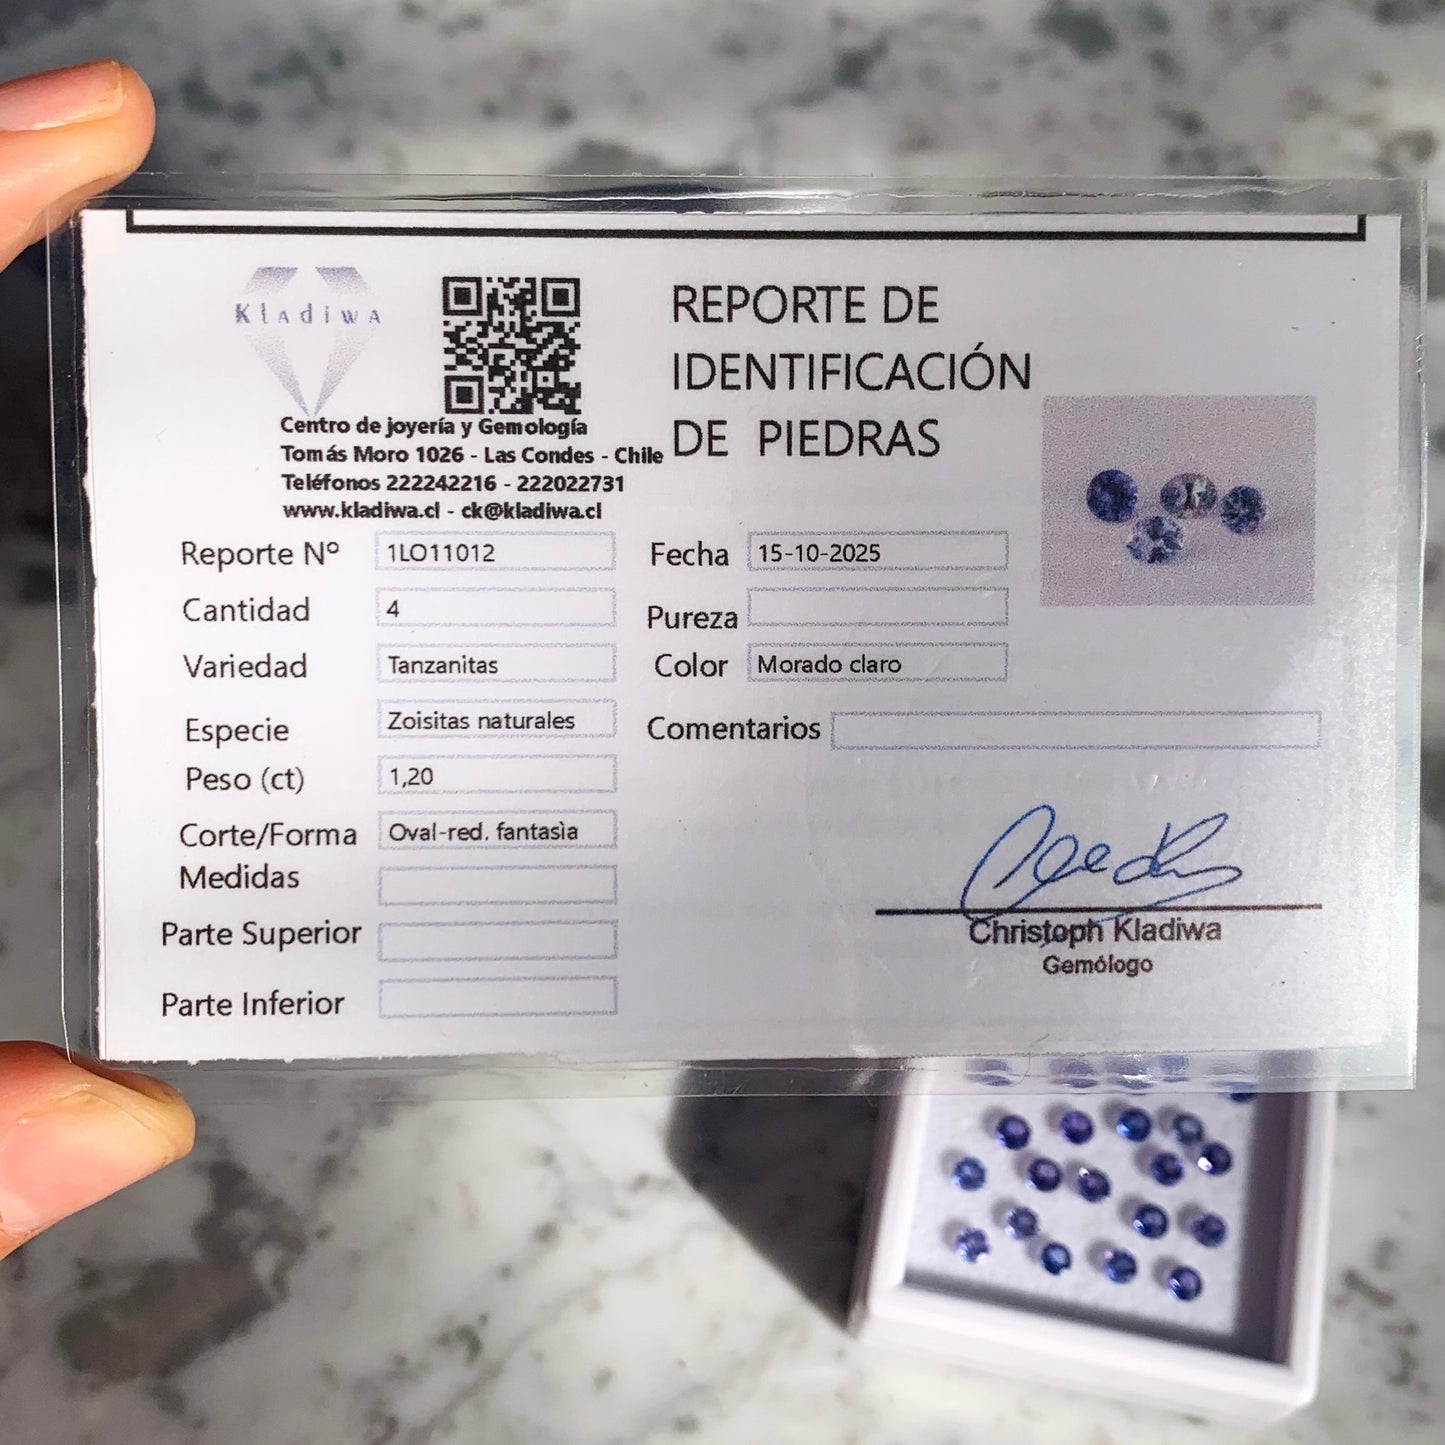 Kladiwa
REPORTE DE
IDENTIFICACIÓN
DE PIEDRAS
Centro de joyería y Gemología
Tomás Moro 1026 - Las Condes - Chile
Teléfonos 222242216 - 222022731
www.kladiwa.cl - ck@kladiwa.cl
Reporte Nº 1LO11012
Fecha 15-10-2025
Cantidad 4
Pureza
Variedad Tanzanitas
Color Morado claro
Especie Zoisitas naturales
Comentarios
Peso (ct) 1,20
Corte/Forma Oval-red. fantasìa
Medidas
Parte Superior
Parte Inferior
Christoph Kladiwa
Gemólogo